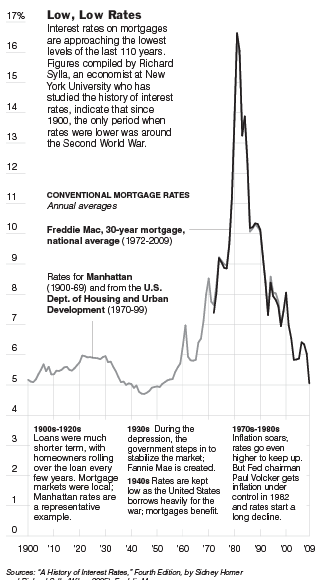 17%
Low, Low Rates
Interest rates on mortgages
are approaching the lowest
levels of the last 110 years.
Figures compiled by Richard
Sylla, an economist at New
York University who has
studied the history of interest
rates, indicate that since
1900, the only period when
rates were lower was around
the Second World War.
16
15
14
13
12
11
10
9
8
7
6
5
4
3
2
1
0
CONVENTIONAL MORTGAGE RATES
Annual averages
Freddie Mac, 30-year mortgage,
national average (1972-2009)
Rates for Manhattan
(1900-69) and from the U.S.
Dept. of Housing and Urban
Development (1970-99)
1900s-1920s
Loans were much
shorter term, with
homeowners rolling
over the loan every
few years. Mortgage
markets were local;
Manhattan rates are
a representative
example.
1930s During the
depression, the
government steps in to
stabilize the market;
Fannie Mae is created.
1940s Rates are kept
low as the United States
borrows heavily for the
war; mortgages benefit.
1970s-1980s
Inflation soars,
rates go even
higher to keep up.
But Fed chairman
Paul Volcker gets
inflation under
control in 1982
and rates start a
long decline.
1900 '10 '20 '30 '40 '50 '60 '70 '80 '90 '00 '09
Sources: "A History of Interest Rates," Fourth Edition, by Sidney Homer